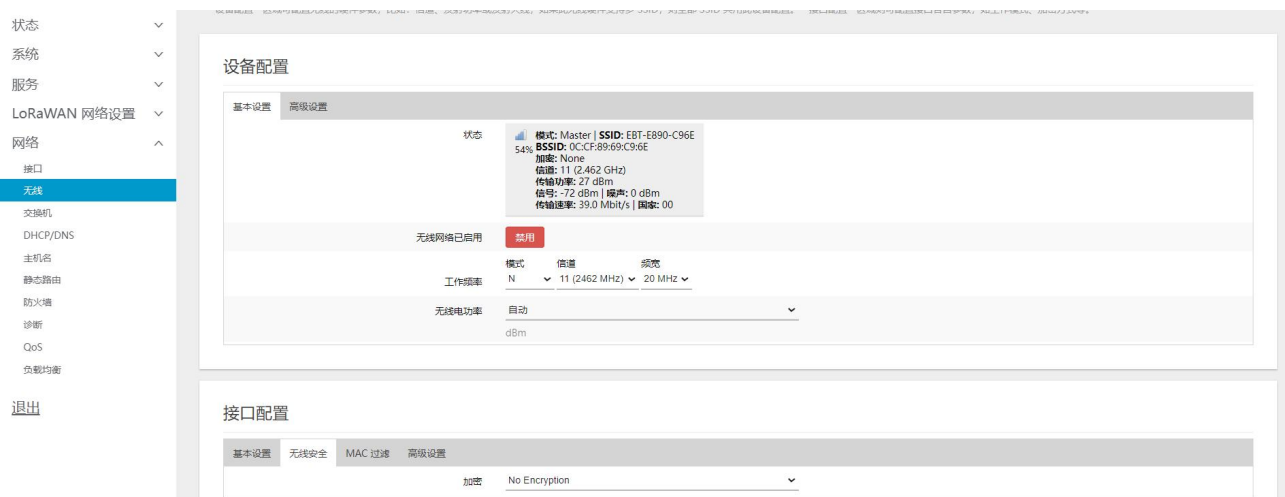 状态
系统
服务
LoRaWAN 网络设置
网络
接口
无线
交换机
DHCP/DNS
主机名
静态路由
防火墙
诊断
QoS
负载均衡
退出
设备配置
基本设置 高级设置
状态
54%
模式: Master | SSID: EBT-E890-C96E
BSSID: 0C:CF:89:69:C9:6E
加密: None
信道: 11 (2.462 GHz)
传输功率: 27 dBm
信号: -72 dBm | 噪声: 0 dBm
传输速率: 39.0 Mbit/s | 国家: 00
无线网络已启用 禁用
模式 信道 频宽
工作频率 N 11 (2462 MHz) 20 MHz
无线电功率 自动
dBm
接口配置
基本设置 无线安全 MAC 过滤 高级设置
加密 No Encryption